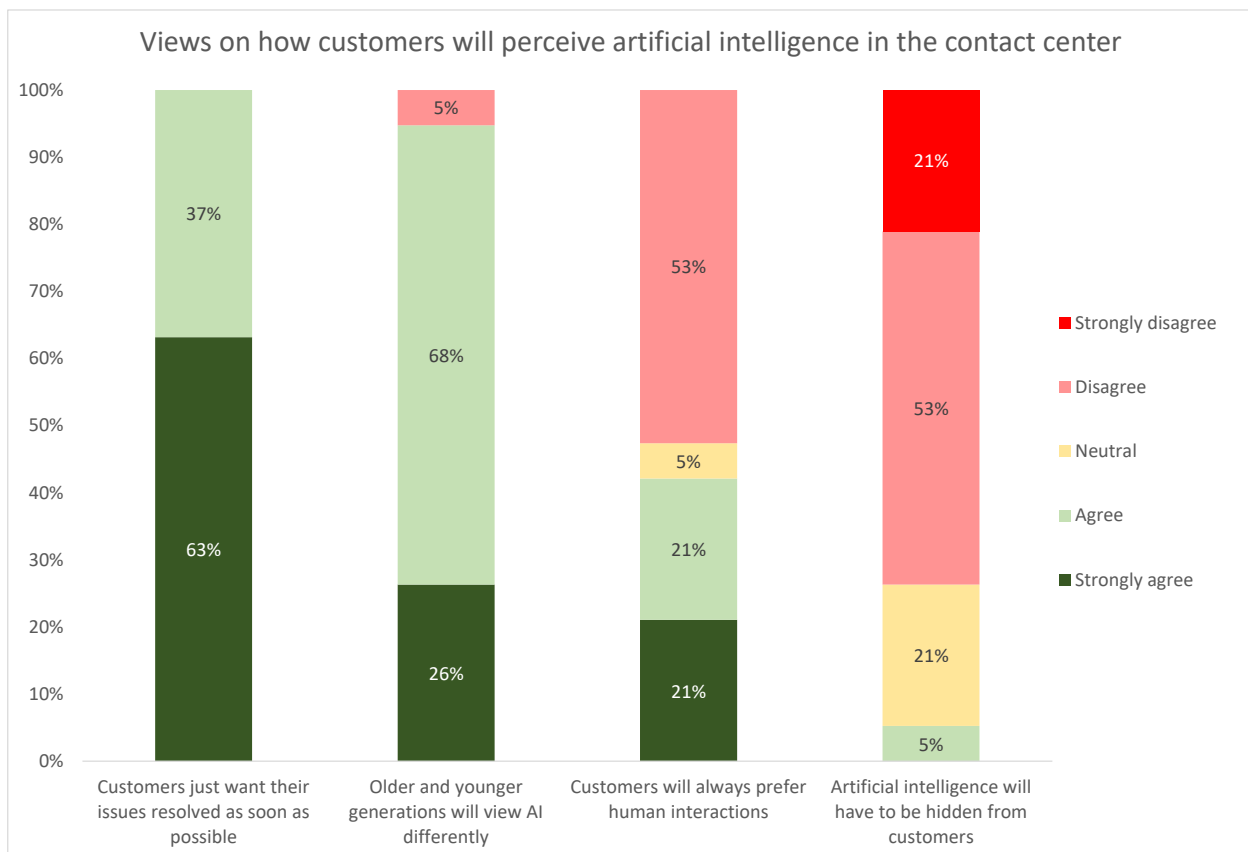 Views on how customers will perceive artificial intelligence in the contact center
100%
90%
80%
70%
60%
50%
40%
30%
20%
10%
0%
37%
63%
5%
68%
26%
53%
5%
21%
21%
21%
53%
21%
5%
Customers just want their
issues resolved as soon as
possible
Older and younger
generations will view AI
differently
Customers will always prefer
human interactions
Artificial intelligence will
have to be hidden from
customers
Strongly disagree
Disagree
Neutral
Agree
Strongly agree